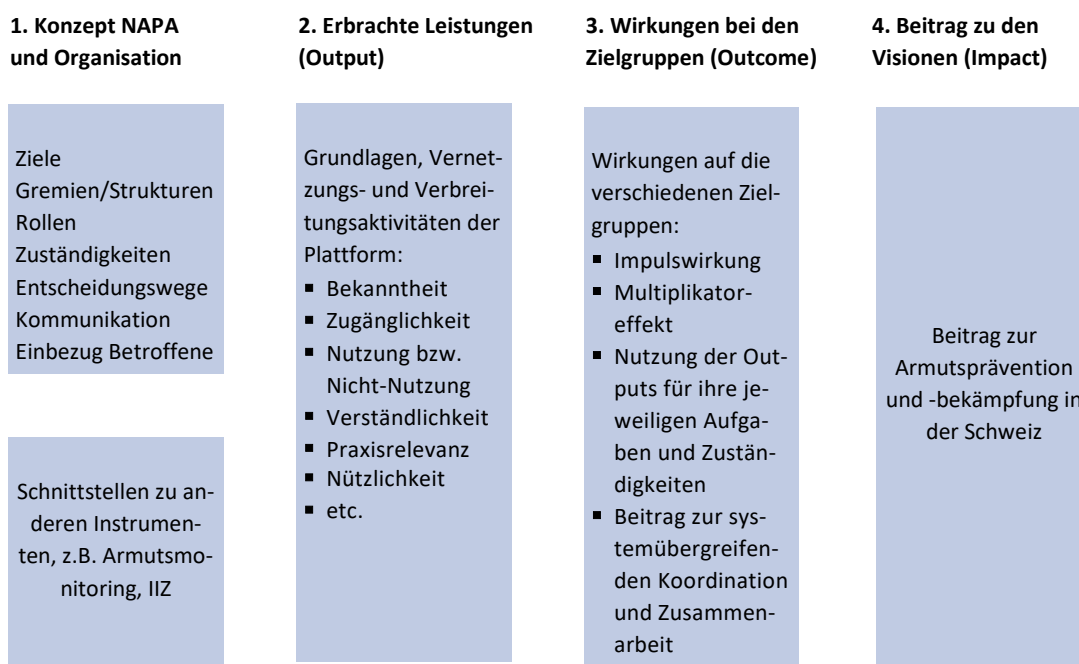 1. Konzept NAPA
und Organisation
2. Erbrachte Leistungen
(Output)
3. Wirkungen bei den
Zielgruppen (Outcome)
4. Beitrag zu den
Visionen (Impact)
Ziele
Gremien/Strukturen
Rollen
Zuständigkeiten
Entscheidungswege
Kommunikation
Einbezug Betroffene
Schnittstellen zu an-
deren Instrumen-
ten, z.B. Armutsmo-
nitoring, IIZ
Grundlagen, Vernet-
zungs- und Verbrei-
tungsaktivitäten der
Plattform:
▪ Bekanntheit
▪ Zugänglichkeit
▪ Nutzung bzw.
Nicht-Nutzung
▪ Verständlichkeit
▪ Praxisrelevanz
▪ Nützlichkeit
▪ etc.
Wirkungen auf die
verschiedenen Ziel-
gruppen:
▪ Impulswirkung
▪ Multiplikator-
effekt
▪ Nutzung der Out-
puts für ihre je-
weiligen Aufga-
ben und Zustän-
digkeiten
▪ Beitrag zur sys-
temübergreifen-
den Koordination
und Zusammen-
arbeit
Beitrag zur
Armutsprävention
und -bekämpfung in
der Schweiz